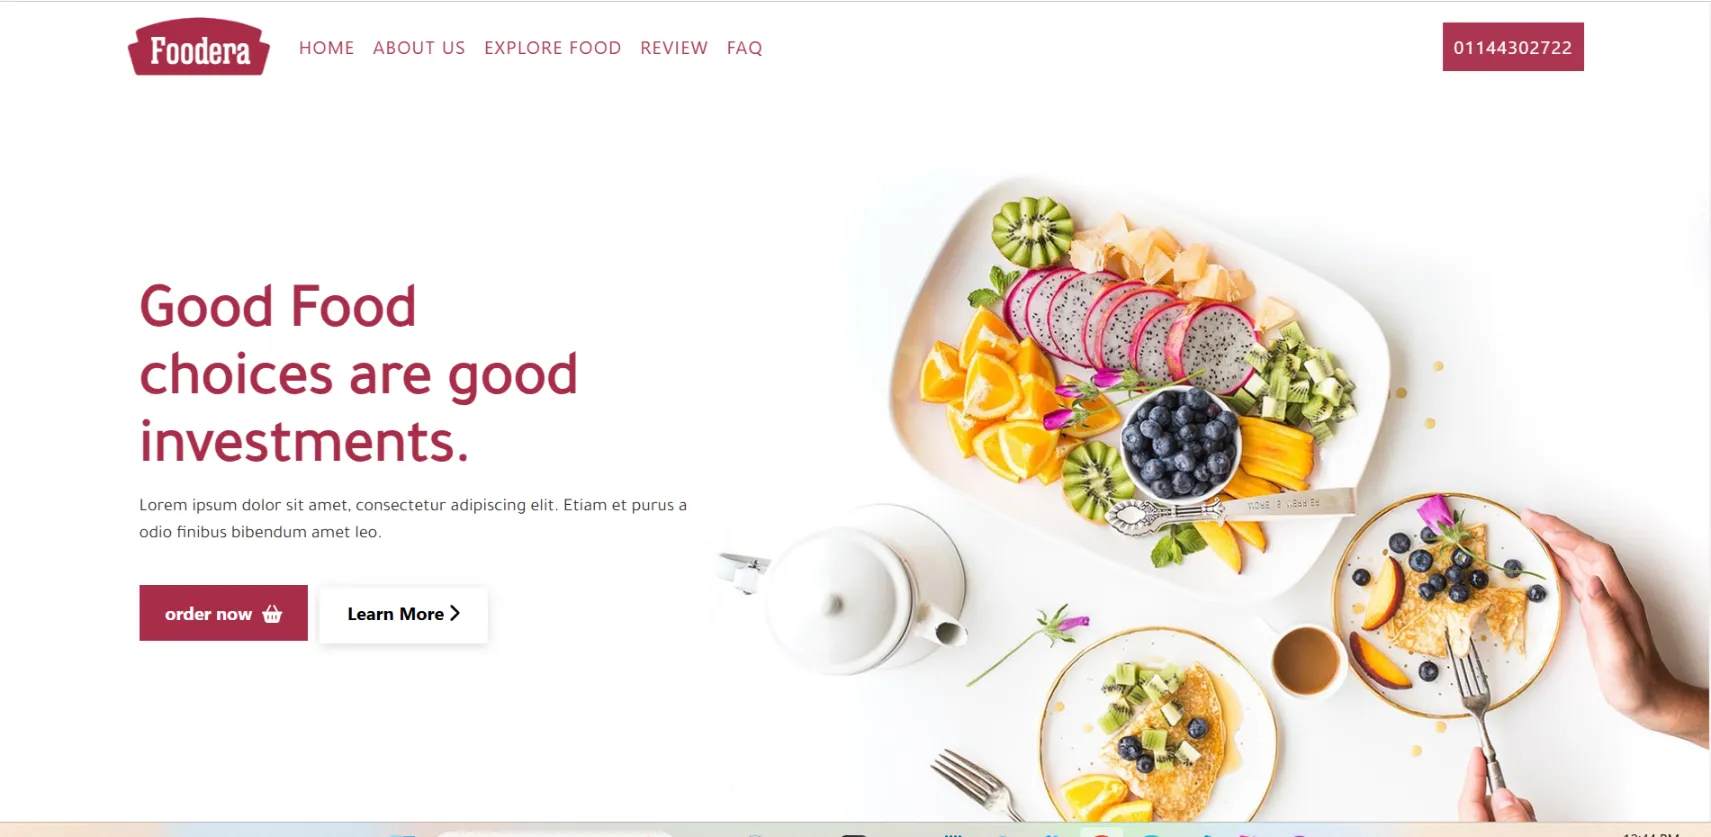 Foodera
HOME ABOUT US EXPLORE FOOD REVIEW FAQ
01144302722
Good Food
choices are good
investments.
Lorem ipsum dolor sit amet, consectetur adipiscing elit. Etiam et purus a
odio finibus bibendum amet leo.
order now
Learn More